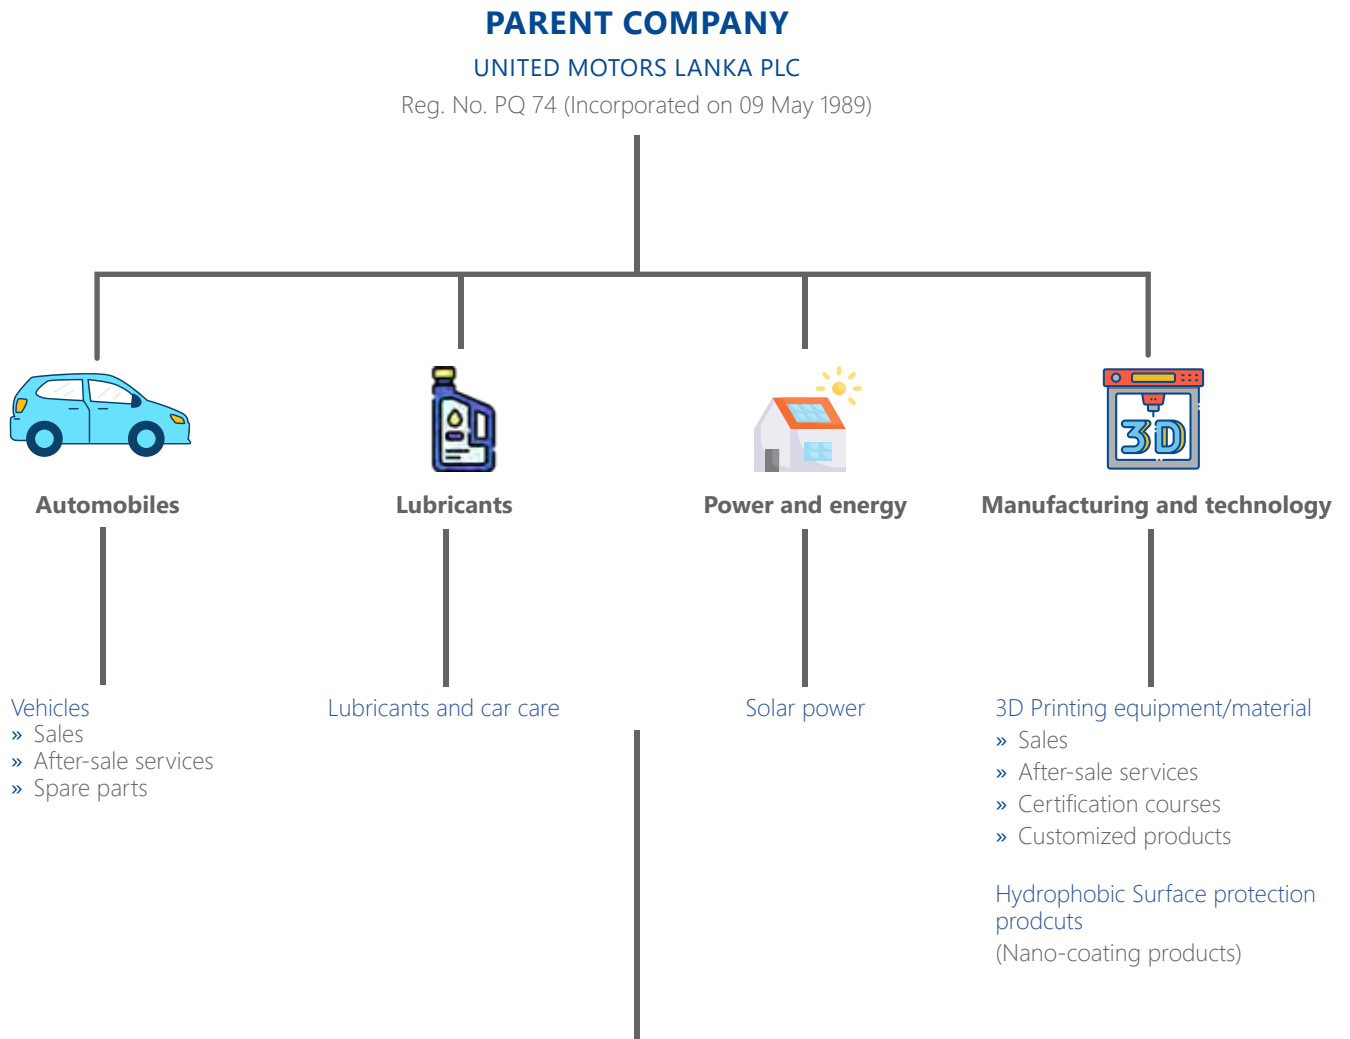 PARENT COMPANY
UNITED MOTORS LANKA PLC
Reg. No. PQ 74 (Incorporated on 09 May 1989)
3D
Automobiles
Lubricants
Power and energy
Manufacturing and technology
Vehicles
» Sales
» After-sale services
» Spare parts
Lubricants and car care
Solar power
3D Printing equipment/material
» Sales
» After-sale services
» Certification courses
» Customized products
Hydrophobic Surface protection
prodcuts
(Nano-coating products)